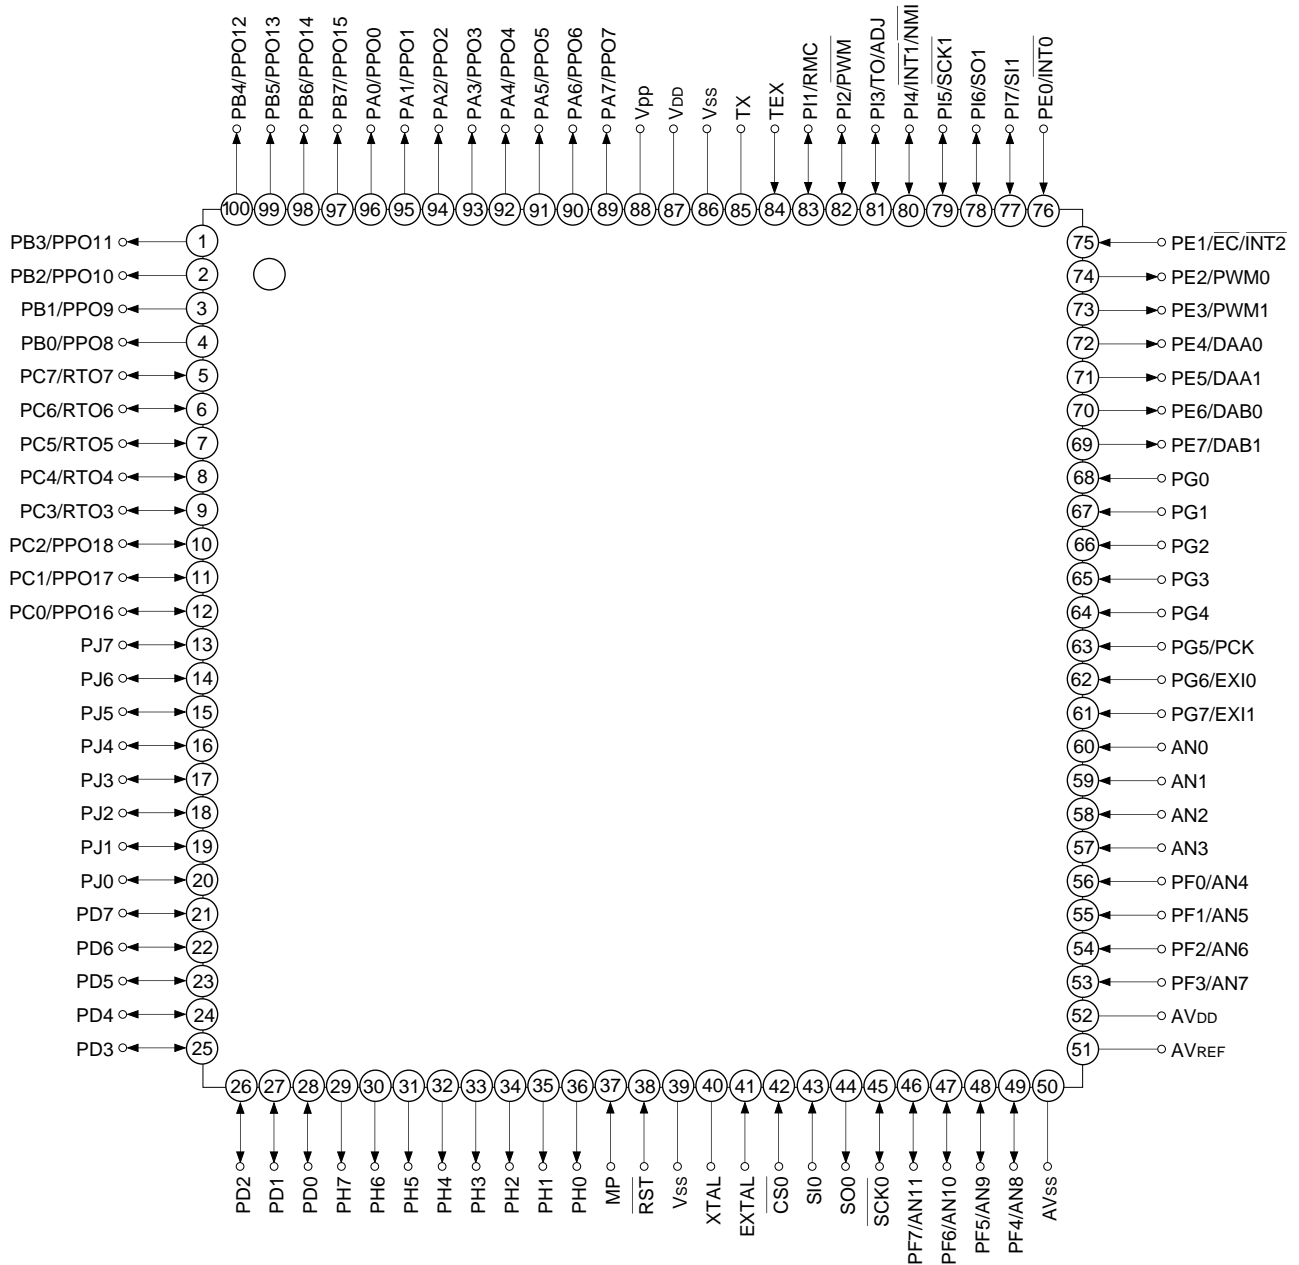 PB4/PPO12
PB5/PPO13
PB6/PPO14
PB7/PPO15
PA0/PPO0
PA1/PPO1
PA2/PPO2
PA3/PPO3
PA4/PPO4
PA5/PPO5
PA6/PPO6
PA7/PPO7
Vpp
VDD
Vss
TX
TEX
PI1/RMC
PI2/PWM
PI3/TO/ADJ
PI4/INT1/NMI
PI5/SCK1
PI6/SO1
PI7/SI1
PE0/INT0
100 99 98 97 96 95 94 93 92 91 90 89 88 87 86 85 84 83 82 81 80 79 78 77 76
PB3/PPO11 1
PB2/PPO10 2
PB1/PPO9 3
PB0/PPO8 4
PC7/RTO7 5
PC6/RTO6 6
PC5/RTO5 7
PC4/RTO4 8
PC3/RTO3 9
PC2/PPO18 10
PC1/PPO17 11
PC0/PPO16 12
PJ7 13
PJ6 14
PJ5 15
PJ4 16
PJ3 17
PJ2 18
PJ1 19
PJ0 20
PD7 21
PD6 22
PD5 23
PD4 24
PD3 25
75 PE1/EC/INT2
74 PE2/PWM0
73 PE3/PWM1
72 PE4/DAA0
71 PE5/DAA1
70 PE6/DAB0
69 PE7/DAB1
68 PG0
67 PG1
66 PG2
65 PG3
64 PG4
63 PG5/PCK
62 PG6/EXI0
61 PG7/EXI1
60 AN0
59 AN1
58 AN2
57 AN3
56 PF0/AN4
55 PF1/AN5
54 PF2/AN6
53 PF3/AN7
52 AVDD
51 AVREF
26 27 28 29 30 31 32 33 34 35 36 37 38 39 40 41 42 43 44 45 46 47 48 49 50
PD2
PD1
PD0
PH7
PH6
PH5
PH4
PH3
PH2
PH1
PH0
MP
RST
Vss
XTAL
EXTAL
CS0
SI0
SO0
SCK0
PF7/AN11
PF6/AN10
PF5/AN9
PF4/AN8
AVss